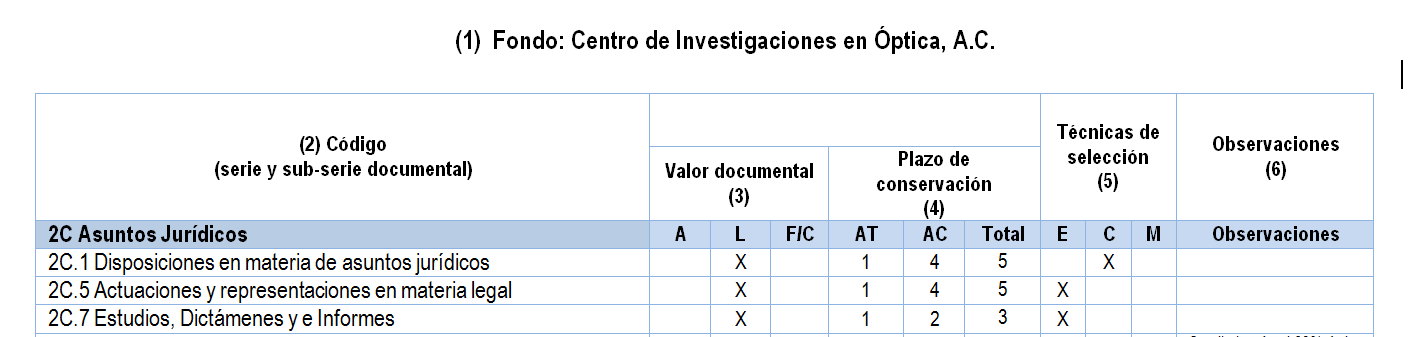 (1) Fondo: Centro de Investigaciones en Óptica, A.C.
(2) Código
(serie y sub-serie documental)
Valor documental
(3)
Plazo de
conservación
(4)
Técnicas de
selección
(5)
Observaciones
(6)
2C Asuntos Jurídicos A L F/C AT AC Total E C M Observaciones
2C.1 Disposiciones en materia de asuntos jurídicos X 1 4 5 X
2C.5 Actuaciones y representaciones en materia legal X 1 4 5 X
2C.7 Estudios, Dictámenes y e Informes X 1 2 3 X